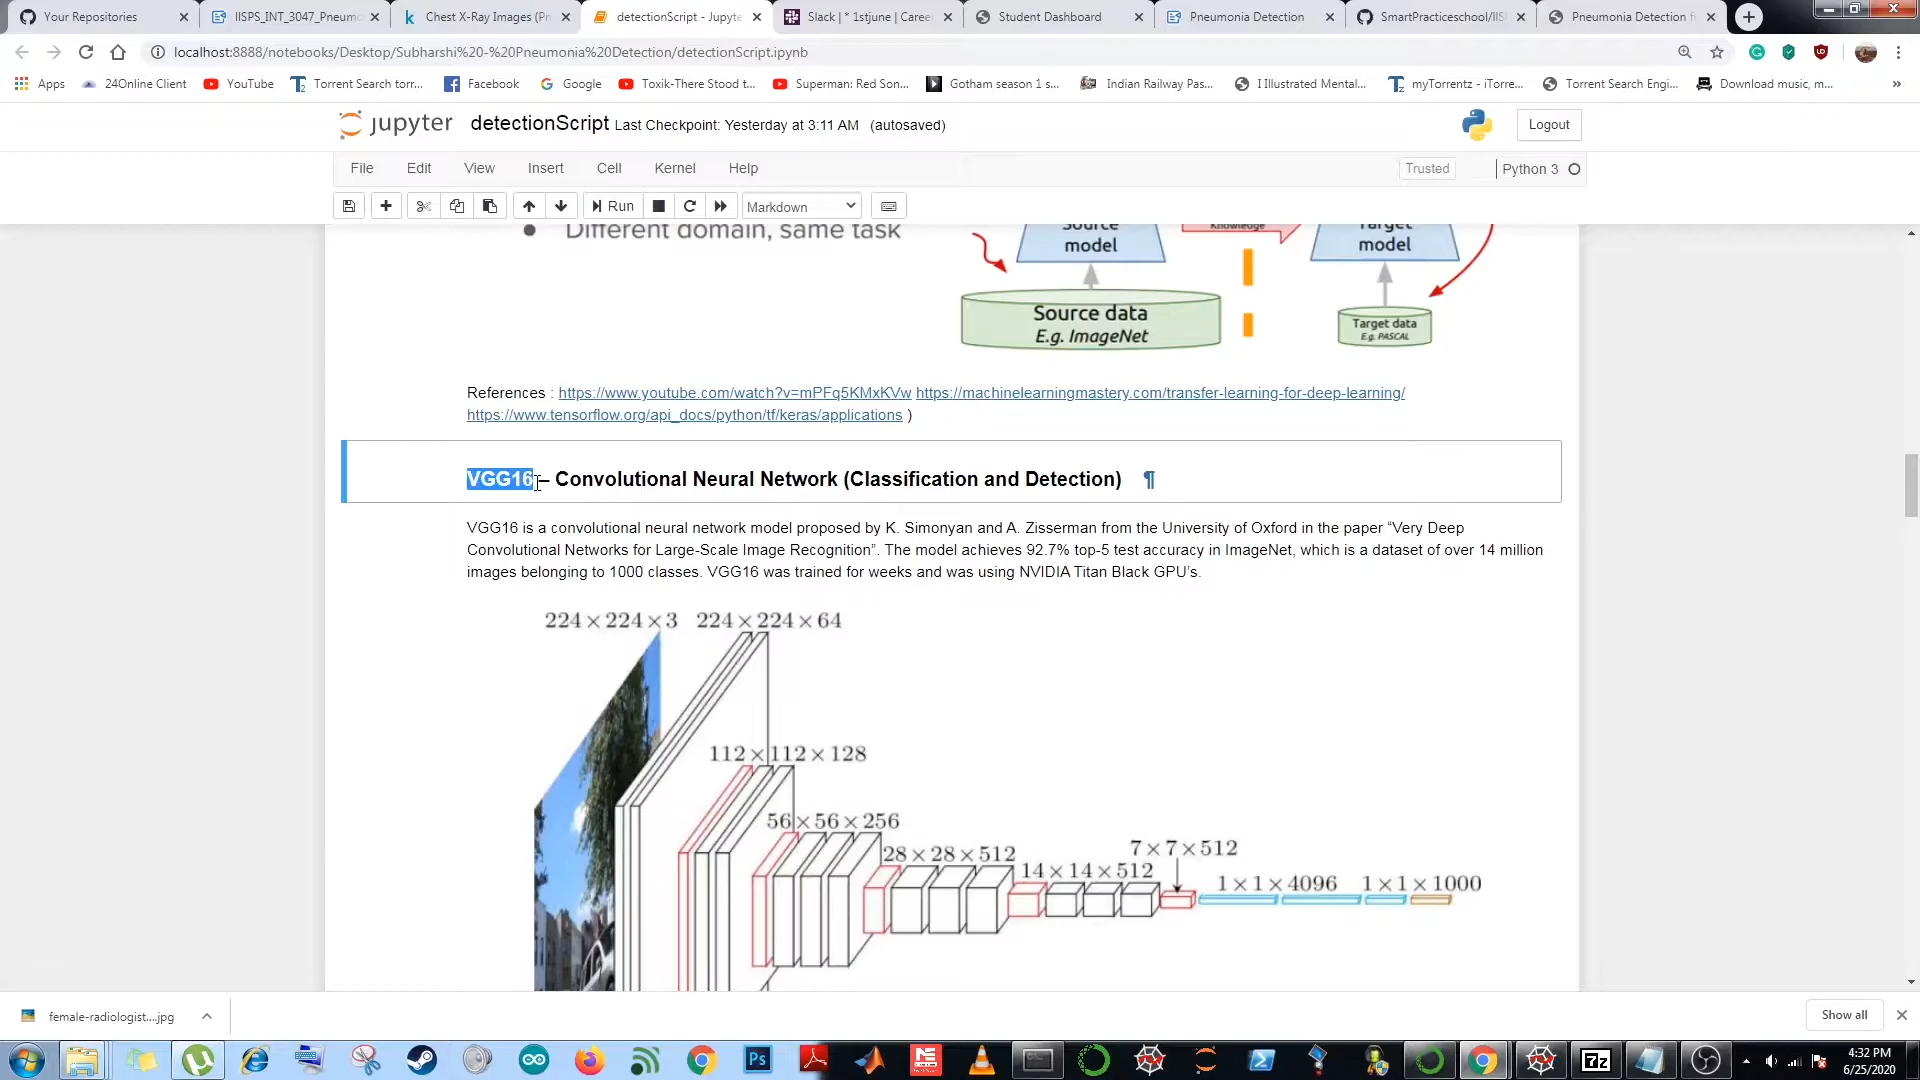 Your Repositories
IISPS_INT_3047_Pneumo
Chest X-Ray Images (Pn
detectionScript - Jupyte
Slack | * 1stjune | Caree
Student Dashboard
Pneumonia Detection
SmartPracticeschool/IIS
Pneumonia Detection f
localhost:8888/notebooks/Desktop/Subharshi%20-%20Pneumonia%20Detection/detectionScript.ipynb
Apps 24Online Client YouTube Torrent Search torr... Facebook Google Toxik-There Stood t... Superman: Red Son... Gotham season 1 s... Indian Railway Pas... I Illustrated Mental... myTorrentz - iTorre... Torrent Search Engi... Download music, m... »
jupyter detectionScript Last Checkpoint: Yesterday at 3:11 AM (autosaved) Logout
File Edit View Insert Cell Kernel Help Trusted Python 3
Run Markdown
● Different domain, same task
Source model
Knowledge
Target model
Source data
E.g. ImageNet
Target data
E.g. PASCAL
References : https://www.youtube.com/watch?v=mPFq5KMxKVw https://machinelearningmastery.com/transfer-learning-for-deep-learning/
https://www.tensorflow.org/api_docs/python/tf/keras/applications )
VGG16 – Convolutional Neural Network (Classification and Detection) ¶
VGG16 is a convolutional neural network model proposed by K. Simonyan and A. Zisserman from the University of Oxford in the paper “Very Deep
Convolutional Networks for Large-Scale Image Recognition”. The model achieves 92.7% top-5 test accuracy in ImageNet, which is a dataset of over 14 million
images belonging to 1000 classes. VGG16 was trained for weeks and was using NVIDIA Titan Black GPU’s.
224 × 224 × 3 224 × 224 × 64
112 × 112 × 128
56 × 56 × 256
28 × 28 × 512
14 × 14 × 512
7 × 7 × 512
1 × 1 × 4096 1 × 1 × 1000
female-radiologist....jpg
Show all
Ps
7z
4:32 PM
6/25/2020